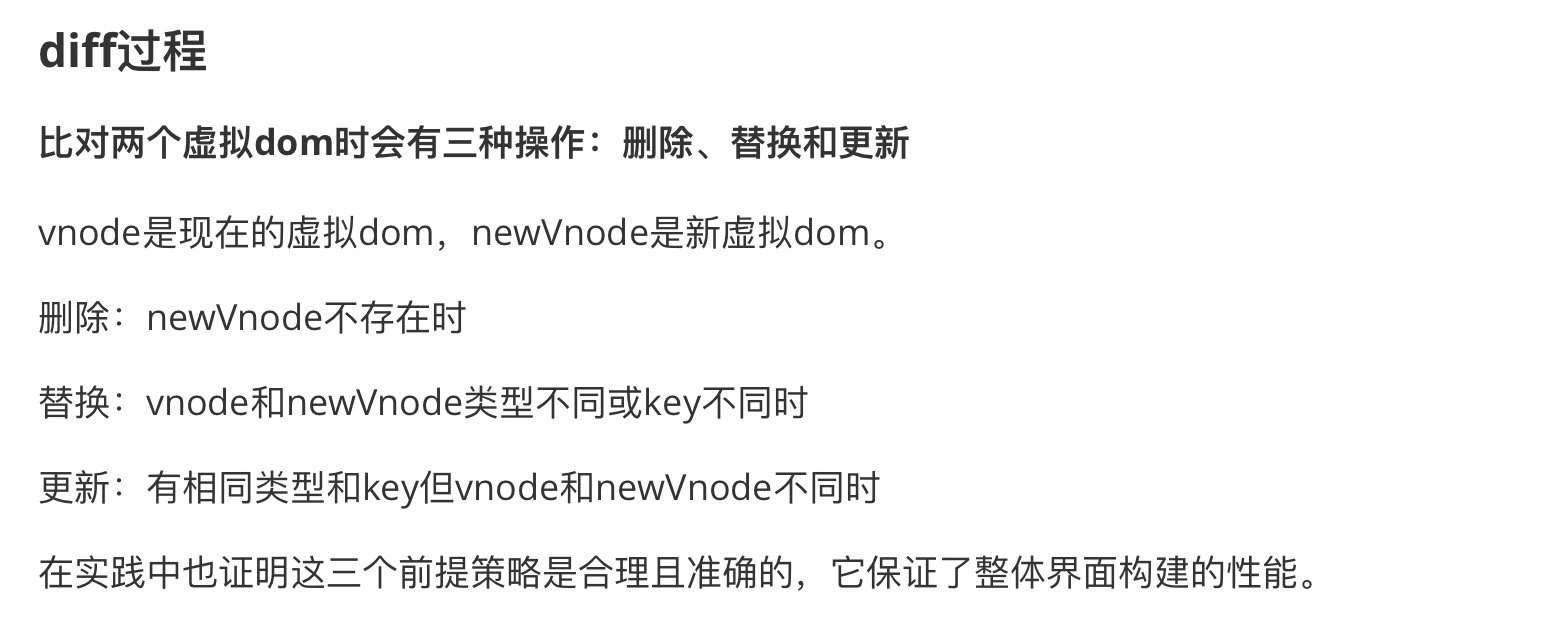 diff过程
比对两个虚拟dom时会有三种操作：删除、替换和更新
vnode是现在的虚拟dom，newVnode是新虚拟dom。
删除：newVnode不存在时
替换：vnode和newVnode类型不同或key不同时
更新：有相同类型和key但vnode和newVnode不同时
在实践中也证明这三个前提策略是合理且准确的，它保证了整体界面构建的性能。